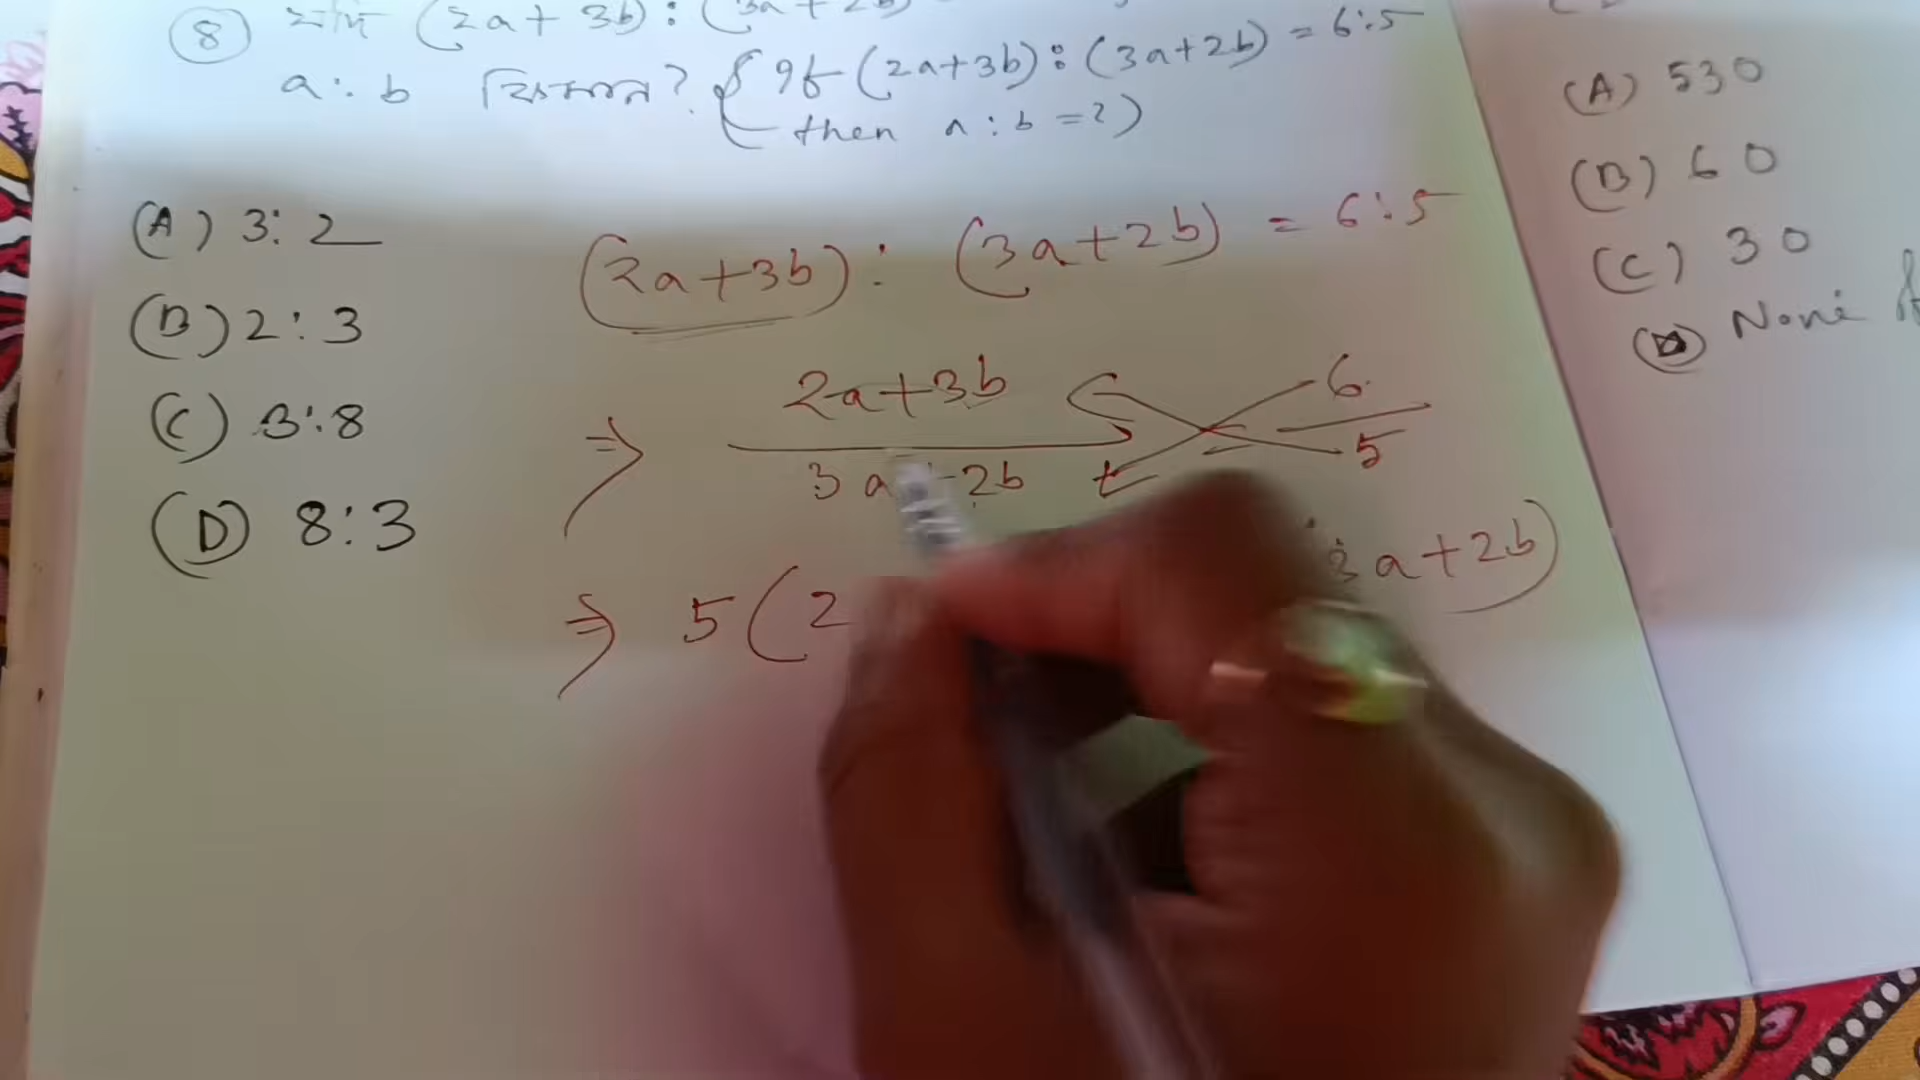 (8) যদি (2a+3b) : (3a+2b)
a : b কিমান? { If (2a+3b) : (3a+2b) = 6:5
then a : b = ? )
(A) 3:2
(B) 2:3
(C) 3:8
(D) 8:3
(2a+3b) : (3a+2b) = 6:5
⇒ 2a+3b 6
3a+2b 5
⇒ 5(2 3a+2b)
(A) 530
(B) 60
(C) 30
(D) None